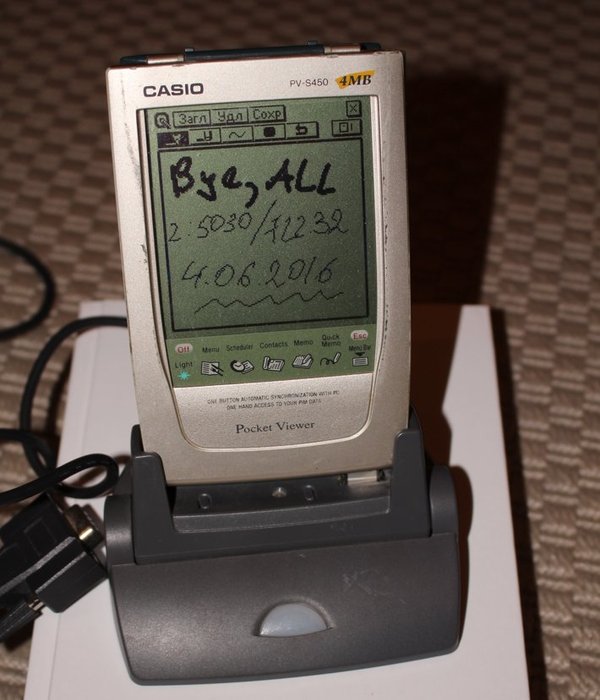 CASIO PV-S450 4MB
Загл Удл Сохр X
Bye, ALL
2:5030/712.32
4.06.2016
Off Menu Scheduler Contacts Memo Quick Memo Esc
Light Menu Bar
ONE BUTTON AUTOMATIC SYNCHRONIZATION WITH PC
ONE HAND ACCESS TO YOUR PIM DATA
Pocket Viewer